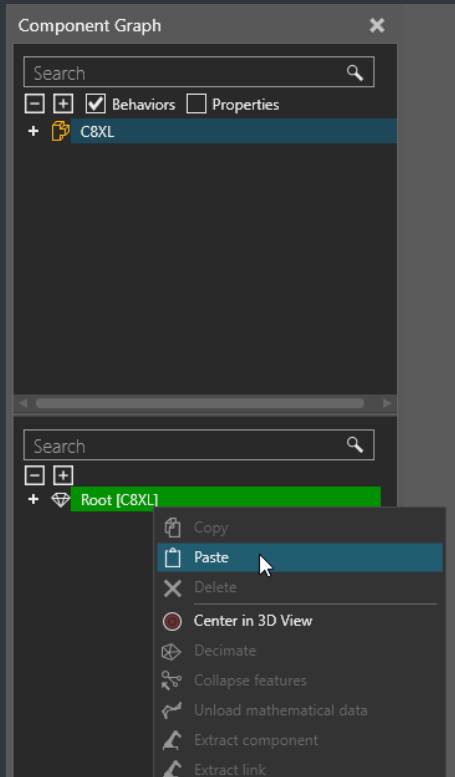 Component Graph
Search
Behaviors Properties
C8XL
Search
Root [C8XL]
Copy
Paste
Delete
Center in 3D View
Decimate
Collapse features
Unload mathematical data
Extract component
Extract link